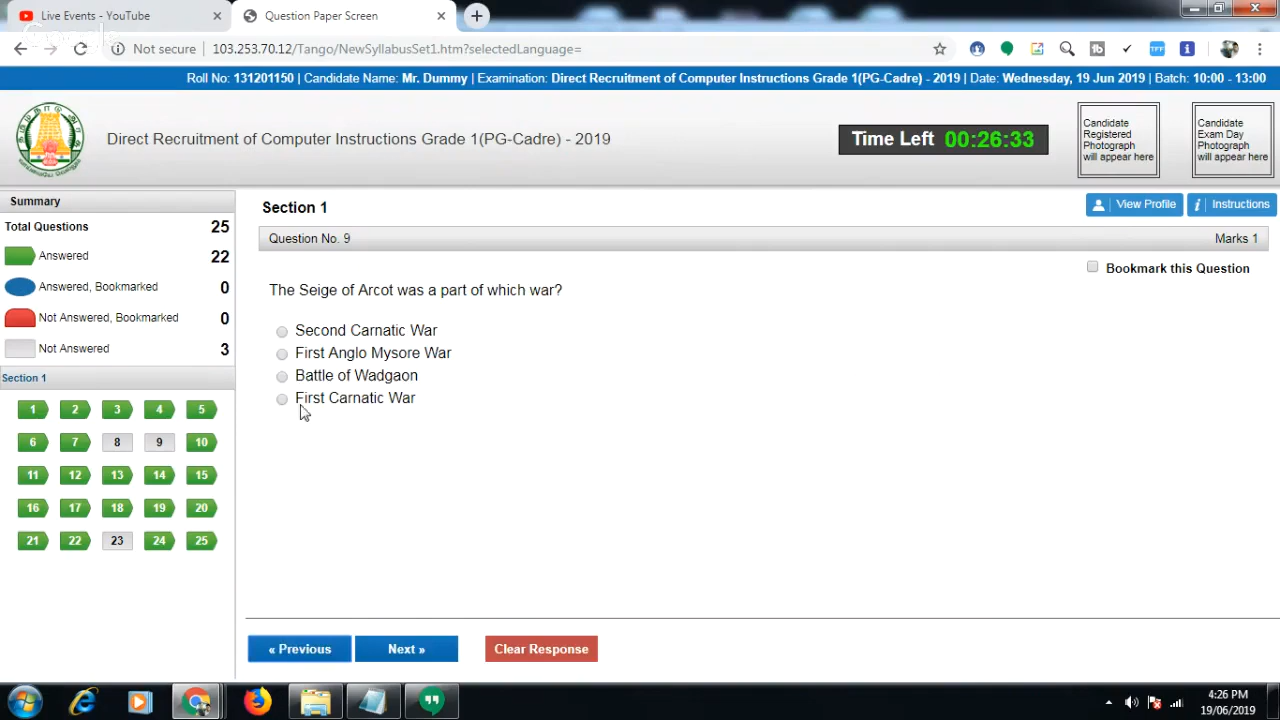 Live Events - YouTube
Question Paper Screen
Google
Not secure | 103.253.70.12/Tango/NewSyllabusSet1.htm?selectedLanguage=
Roll No: 131201150 | Candidate Name: Mr. Dummy | Examination: Direct Recruitment of Computer Instructions Grade 1(PG-Cadre) - 2019 | Date: Wednesday, 19 Jun 2019 | Batch: 10:00 - 13:00
Direct Recruitment of Computer Instructions Grade 1(PG-Cadre) - 2019
Time Left 00:26:33
Candidate Registered Photograph will appear here
Candidate Exam Day Photograph will appear here
Summary
Total Questions 25
Answered 22
Answered, Bookmarked 0
Not Answered, Bookmarked 0
Not Answered 3
Section 1
1 2 3 4 5
6 7 8 9 10
11 12 13 14 15
16 17 18 19 20
21 22 23 24 25
Section 1
View Profile
Instructions
Question No. 9
Marks 1
Bookmark this Question
The Seige of Arcot was a part of which war?
Second Carnatic War
First Anglo Mysore War
Battle of Wadgaon
First Carnatic War
« Previous
Next »
Clear Response
4:26 PM
19/06/2019